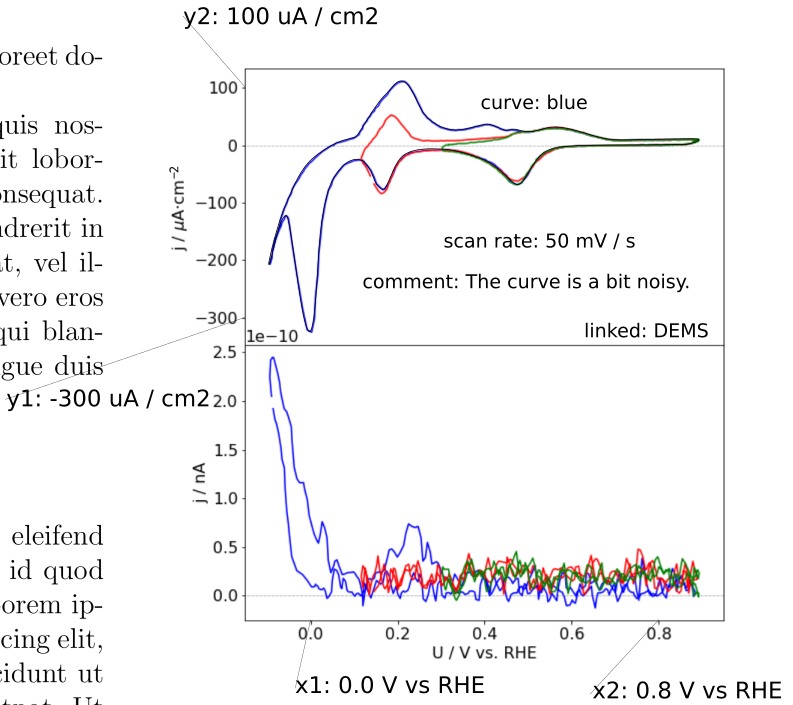 y2: 100 uA / cm2
oreet do-
quis nos-
it lobor-
onsequat.
ndrerit in
at, vel il-
vero eros
qui blan-
gue duis
100
0
−100
−200
−300
j / μA·cm⁻²
curve: blue
scan rate: 50 mV / s
comment: The curve is a bit noisy.
linked: DEMS
1e−10
y1: -300 uA / cm2
2.5
2.0
1.5
1.0
0.5
0.0
j / nA
eleifend
id quod
orem ip-
cing elit,
cidunt ut
0.0 0.2 0.4 0.6 0.8
U / V vs. RHE
x1: 0.0 V vs RHE
x2: 0.8 V vs RHE